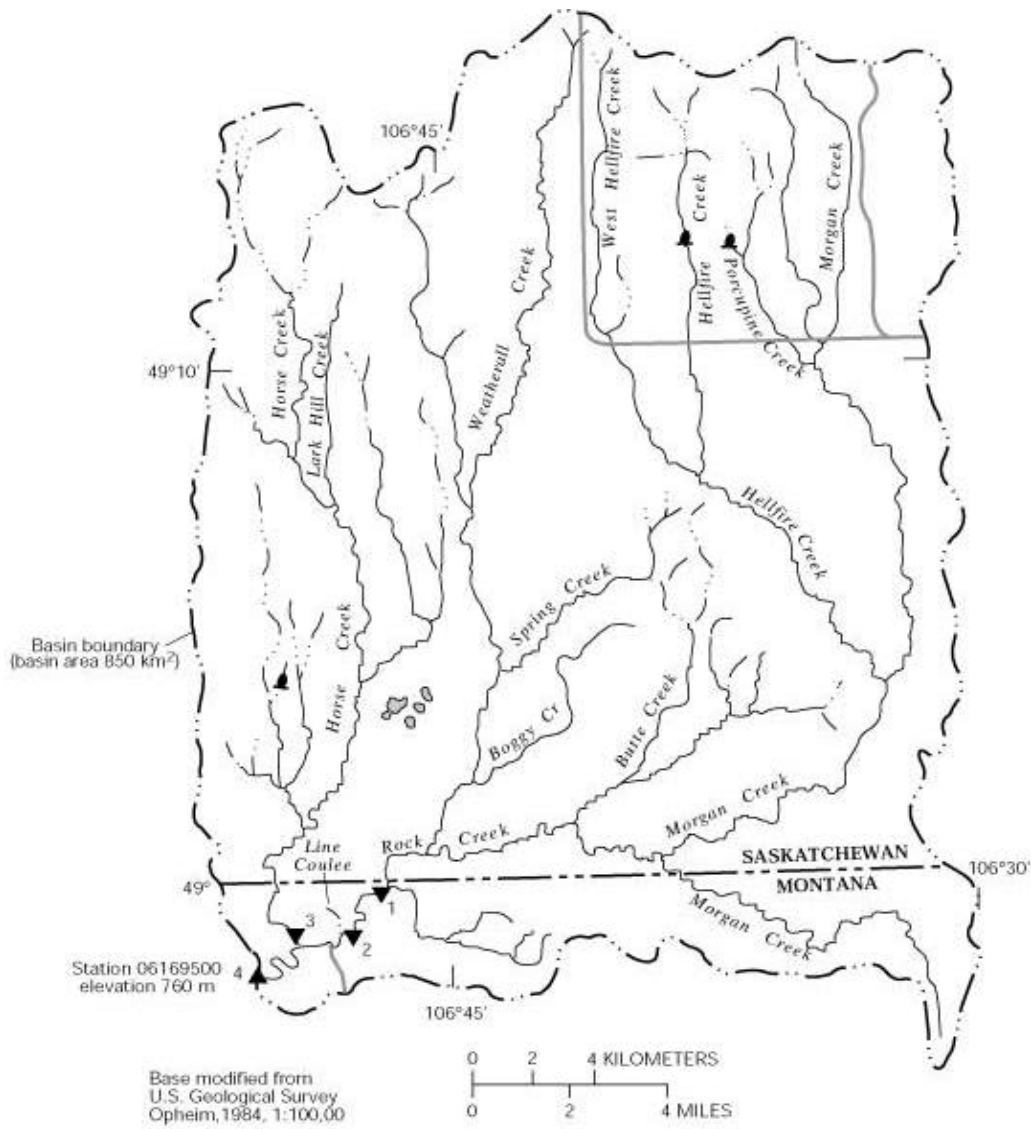 106°45'
West Hellfire Creek
Hellfire
Creek
Porcupine Creek
Morgan Creek
Creek
Weatherall
Horse Creek
Lark Hill Creek
49°10'
Hellfire Creek
Spring Creek
Basin boundary
(basin area 850 km²)
Horse
Creek
Boggy Cr
Butte Creek
Morgan Creek
Line
Coulee
Rock
Creek
SASKATCHEWAN
106°30'
49°
MONTANA
1
Morgan Creek
3
2
Station 06169500
4
elevation 760 m
106°45'
0 2 4 KILOMETERS
0 2 4 MILES
Base modified from
U.S. Geological Survey
Opheim,1984, 1:100,00